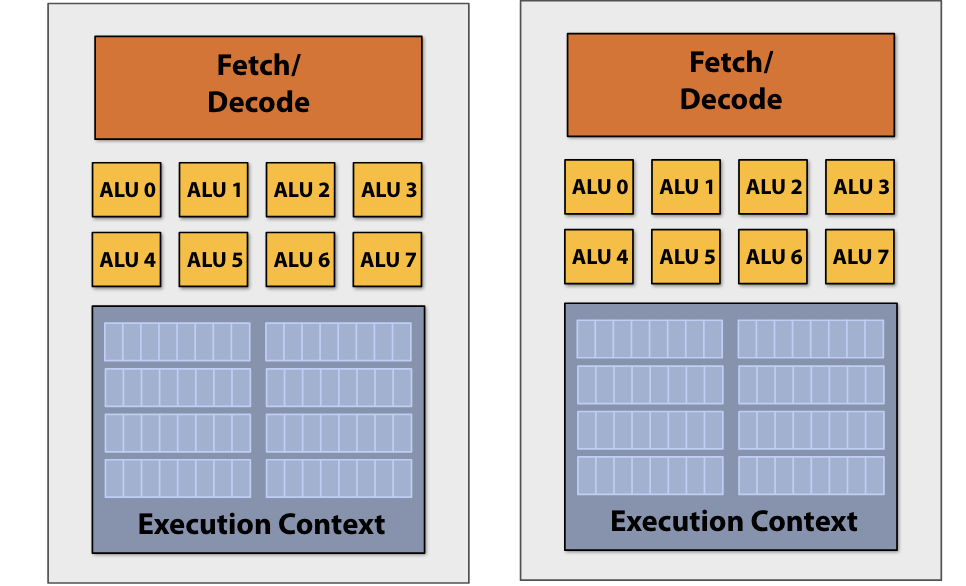 Fetch/
Decode
ALU 0 ALU 1 ALU 2 ALU 3
ALU 4 ALU 5 ALU 6 ALU 7
Execution Context
Fetch/
Decode
ALU 0 ALU 1 ALU 2 ALU 3
ALU 4 ALU 5 ALU 6 ALU 7
Execution Context